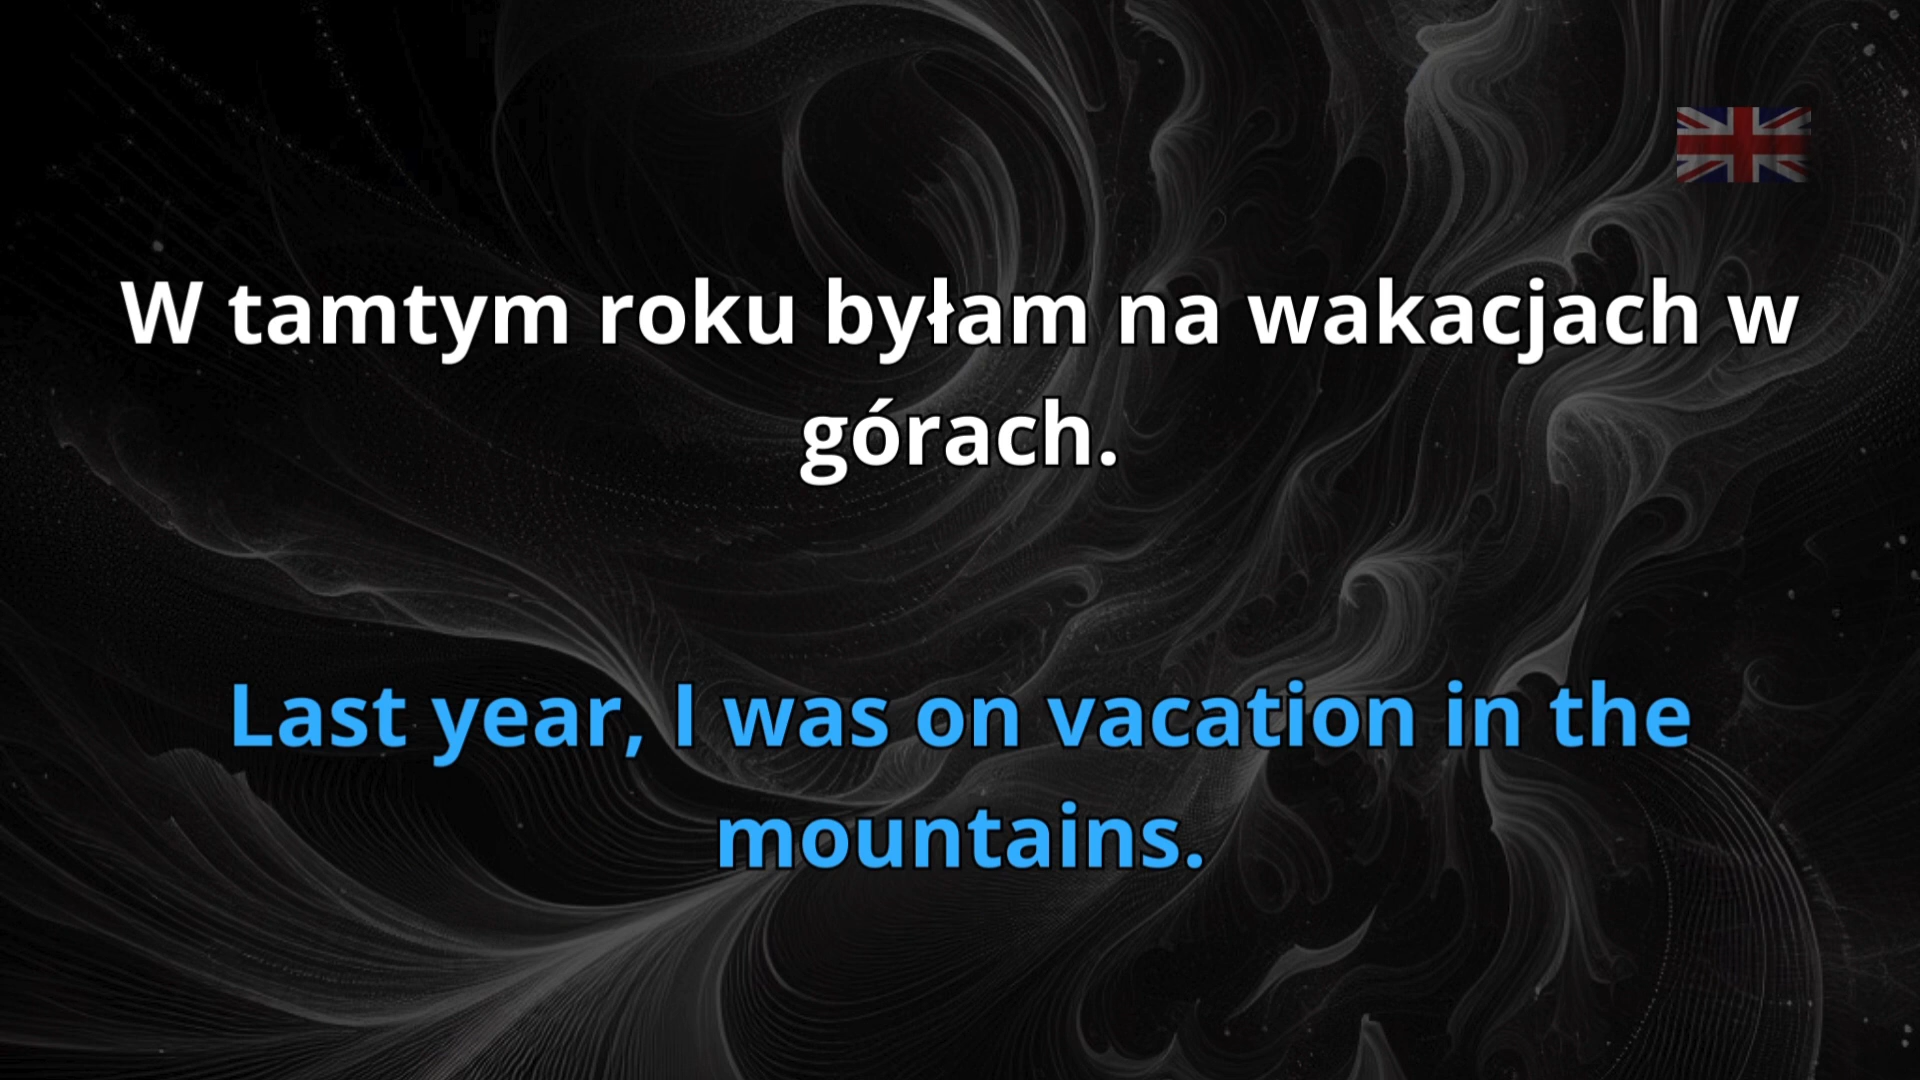 W tamtym roku byłam na wakacjach w
górach.
Last year, I was on vacation in the
mountains.